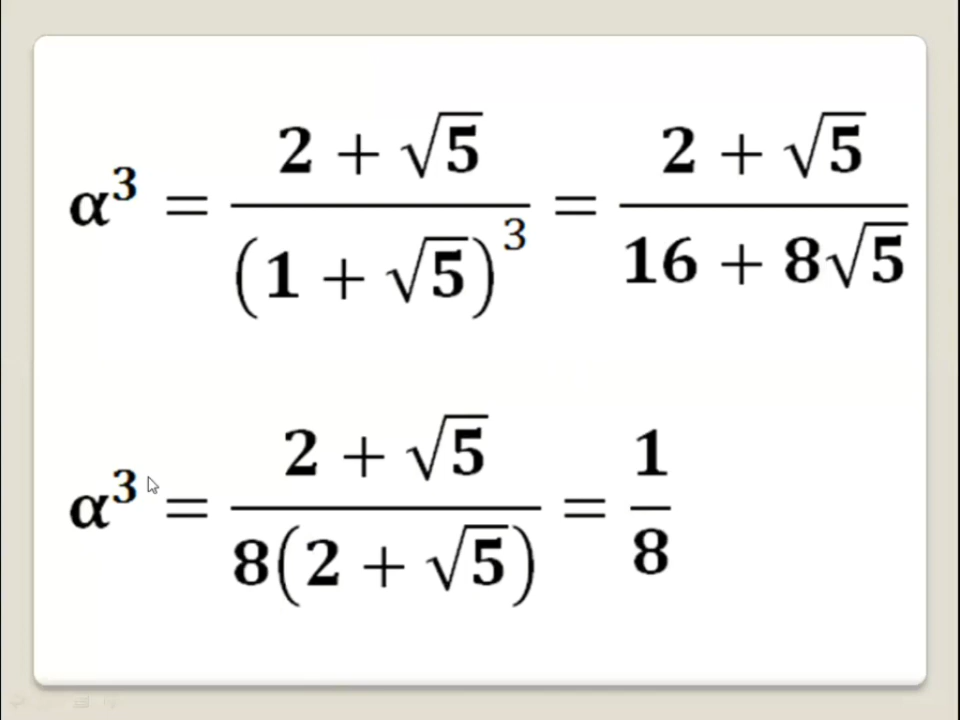 α³ = (2 + √5) / (1 + √5)³ = (2 + √5) / (16 + 8√5)
α³ = (2 + √5) / (8(2 + √5)) = 1/8